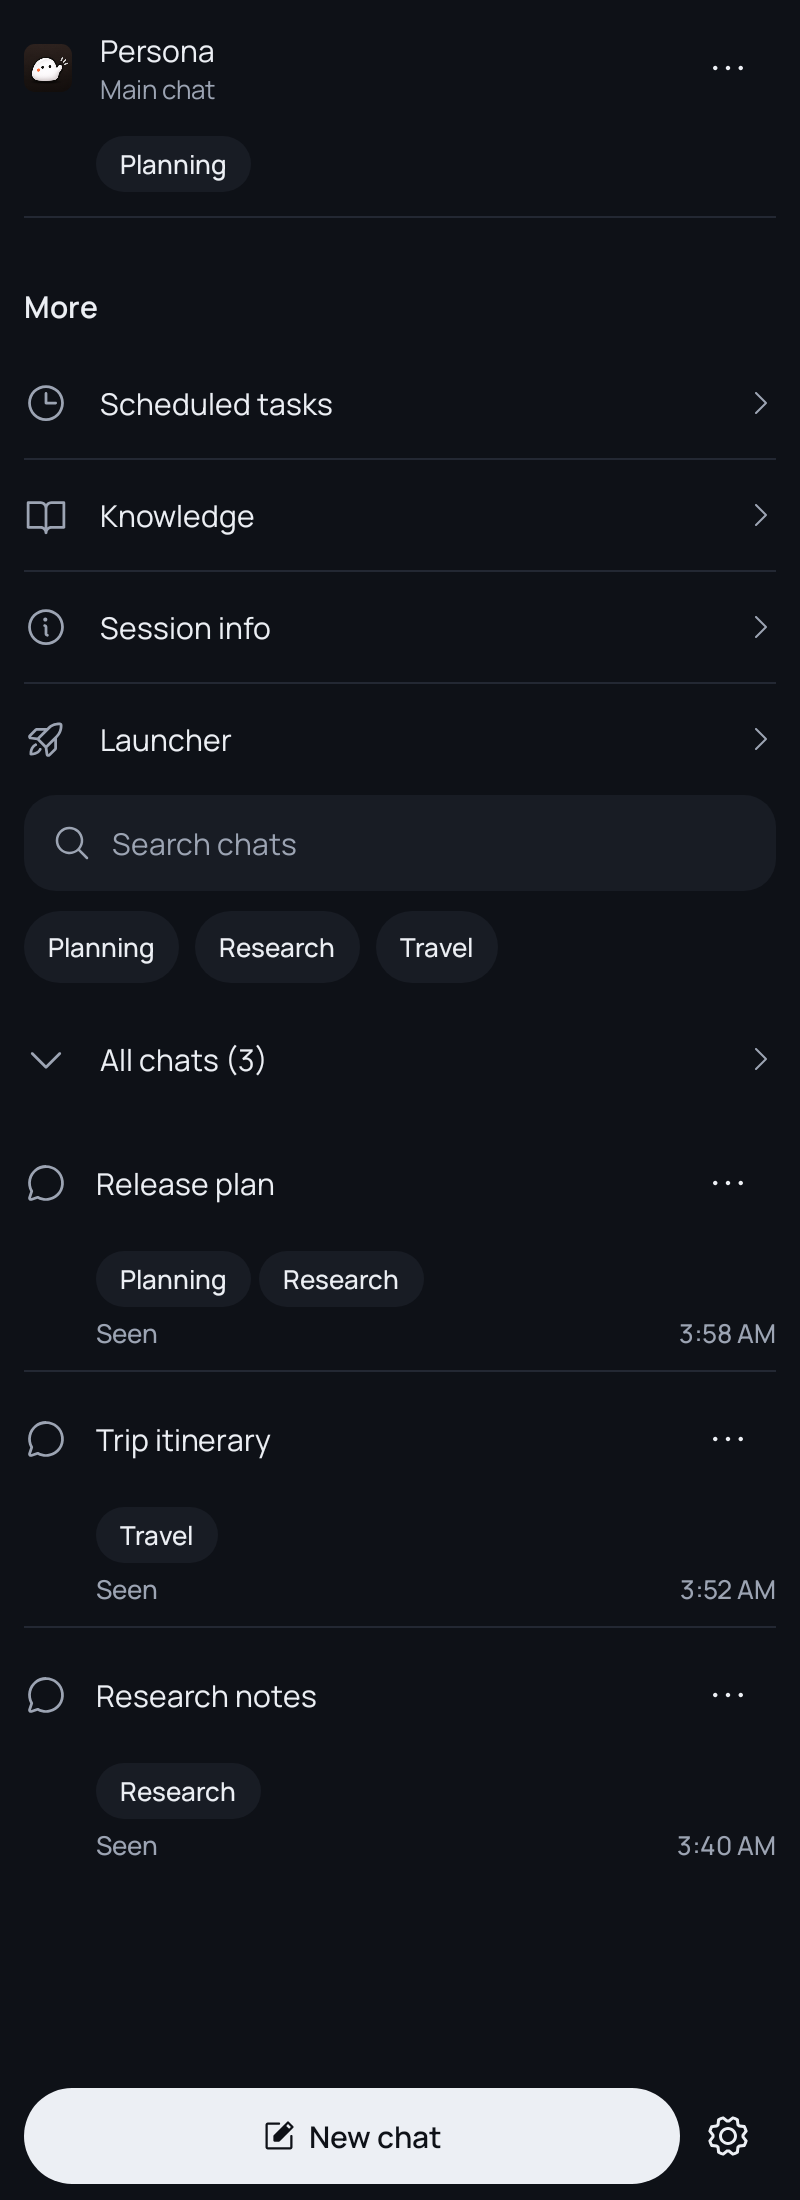 Persona
Main chat
Planning
More
Scheduled tasks
Knowledge
Session info
Launcher
Search chats
Planning Research Travel
All chats (3)
Release plan
Planning Research
Seen 3:58 AM
Trip itinerary
Travel
Seen 3:52 AM
Research notes
Research
Seen 3:40 AM
New chat